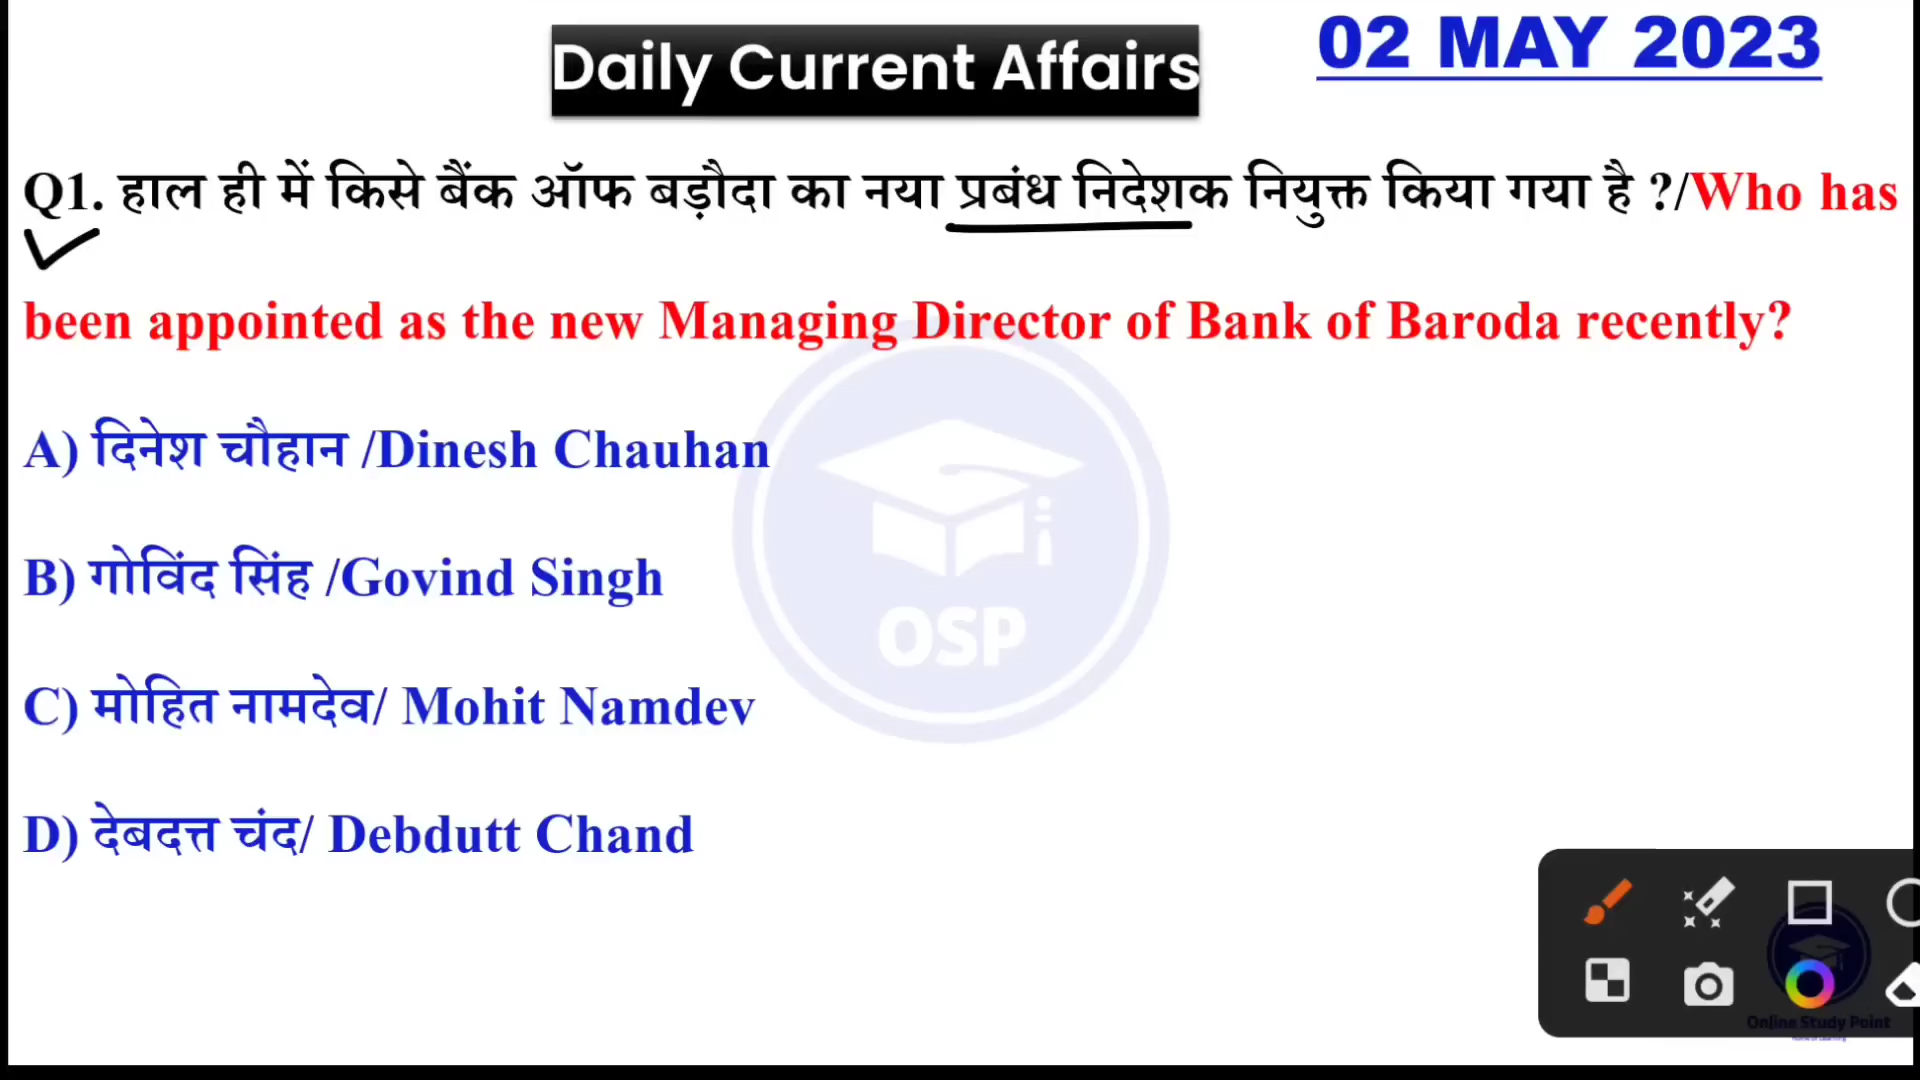 Daily Current Affairs
02 MAY 2023
Q1. हाल ही में किसे बैंक ऑफ बड़ौदा का नया प्रबंध निदेशक नियुक्त किया गया है ?/Who has
been appointed as the new Managing Director of Bank of Baroda recently?
A) दिनेश चौहान /Dinesh Chauhan
B) गोविंद सिंह /Govind Singh
C) मोहित नामदेव/ Mohit Namdev
D) देबदत्त चंद/ Debdutt Chand
OSP
Online Study Point